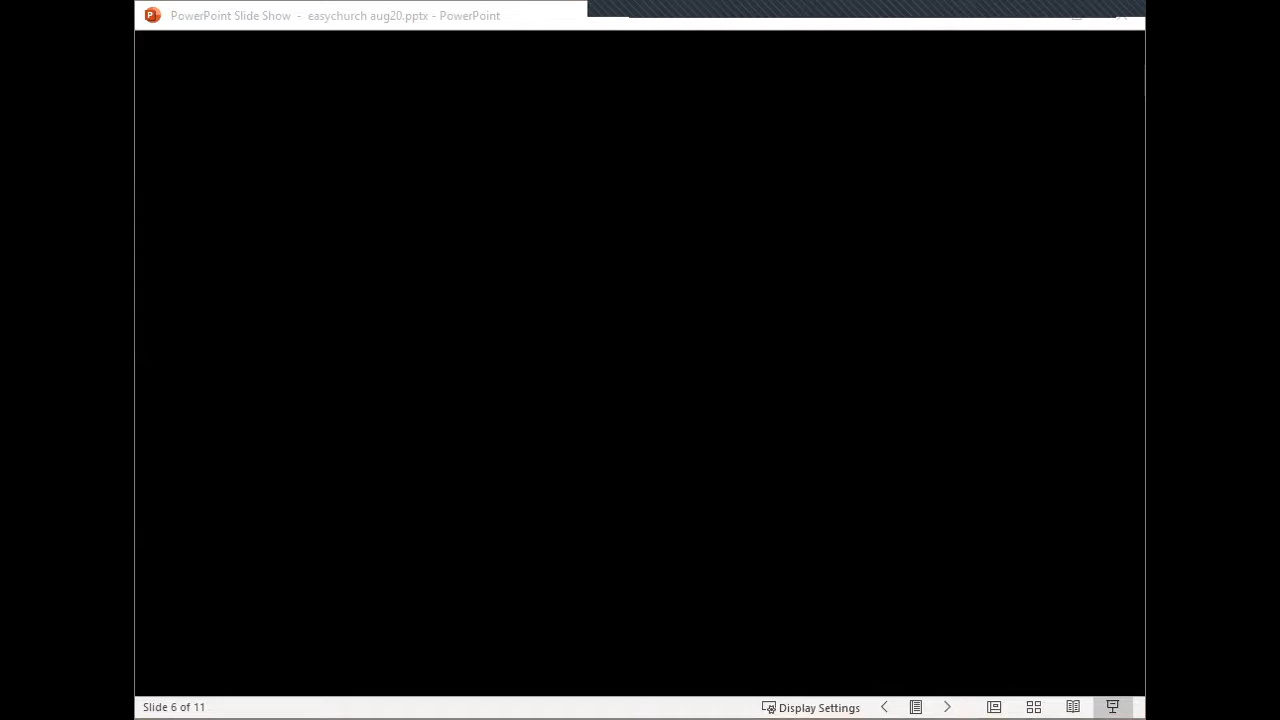 PowerPoint Slide Show - easychurch aug20.pptx - PowerPoint
Slide 6 of 11
Display Settings